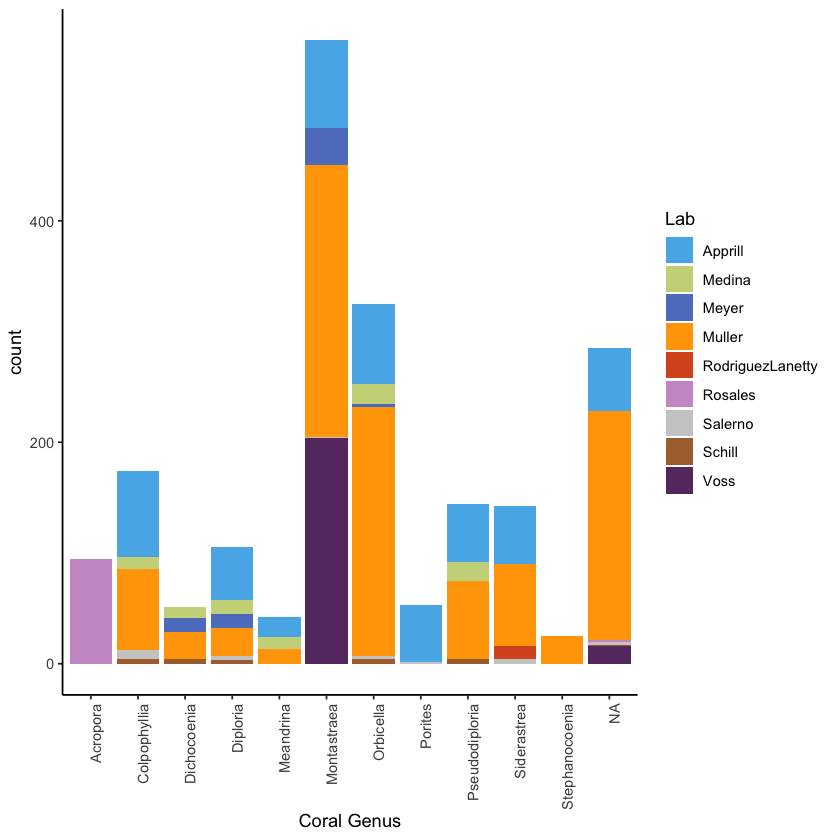 count
400
200
0
Acropora
Colpophyllia
Dichocoenia
Diploria
Meandrina
Montastraea
Orbicella
Porites
Pseudodiploria
Siderastrea
Stephanocoenia
NA
Coral Genus
Lab
Apprill
Medina
Meyer
Muller
RodriguezLanetty
Rosales
Salerno
Schill
Voss